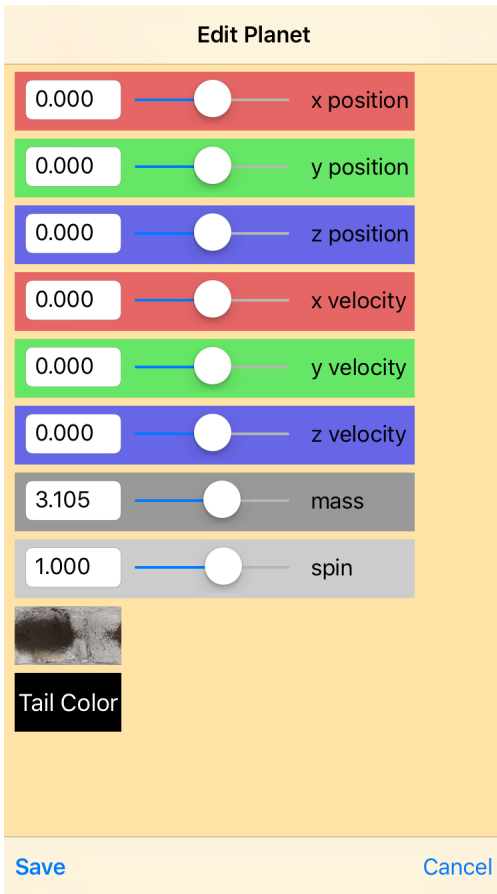 Edit Planet
0.000 x position
0.000 y position
0.000 z position
0.000 x velocity
0.000 y velocity
0.000 z velocity
3.105 mass
1.000 spin
Tail Color
Save Cancel